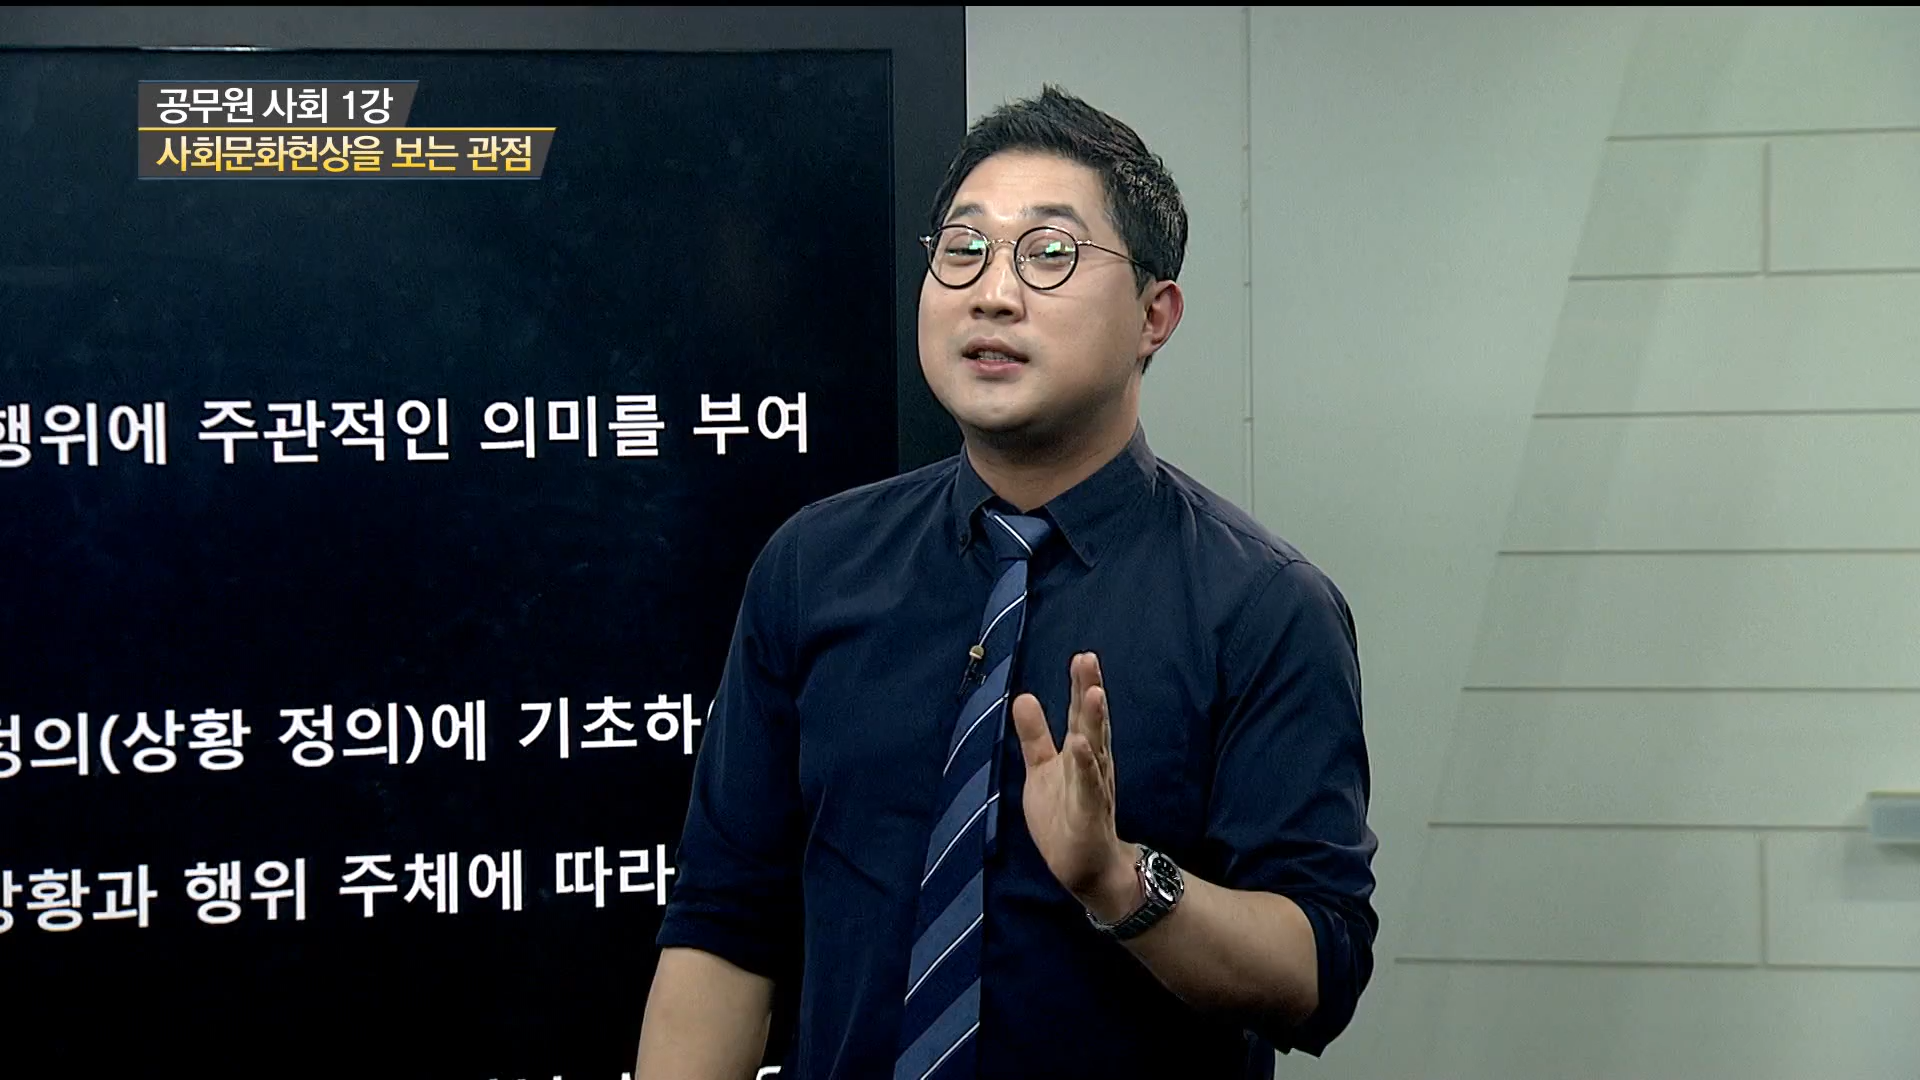 공무원 사회 1강
사회문화현상을 보는 관점
행위에 주관적인 의미를 부여
정의(상황 정의)에 기초하
상황과 행위 주체에 따라